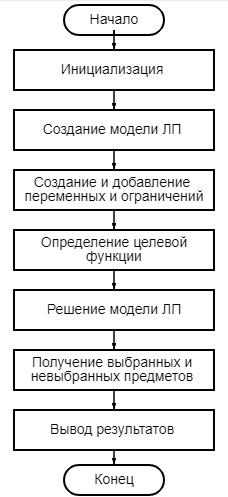 Начало
Инициализация
Создание модели ЛП
Создание и добавление
переменных и ограничений
Определение целевой
функции
Решение модели ЛП
Получение выбранных и
невыбранных предметов
Вывод результатов
Конец